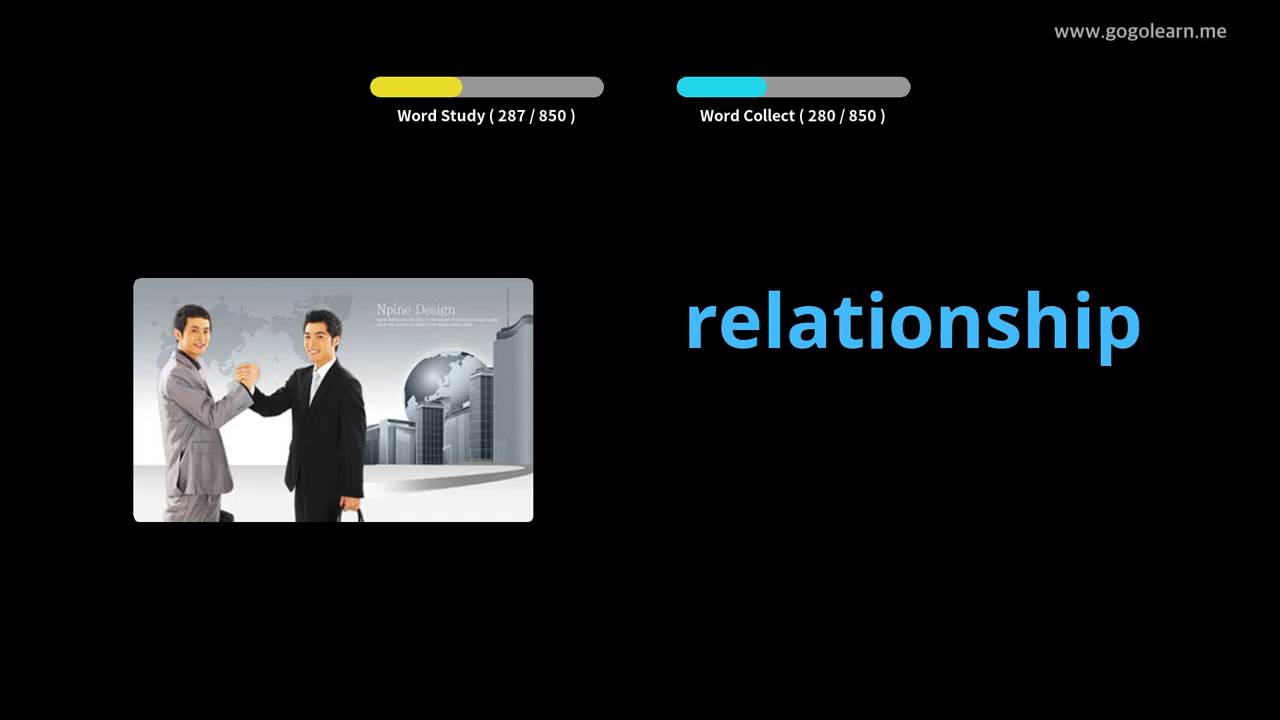 www.gogolearn.me
Word Study ( 287 / 850 )
Word Collect ( 280 / 850 )
Npine Design
relationship